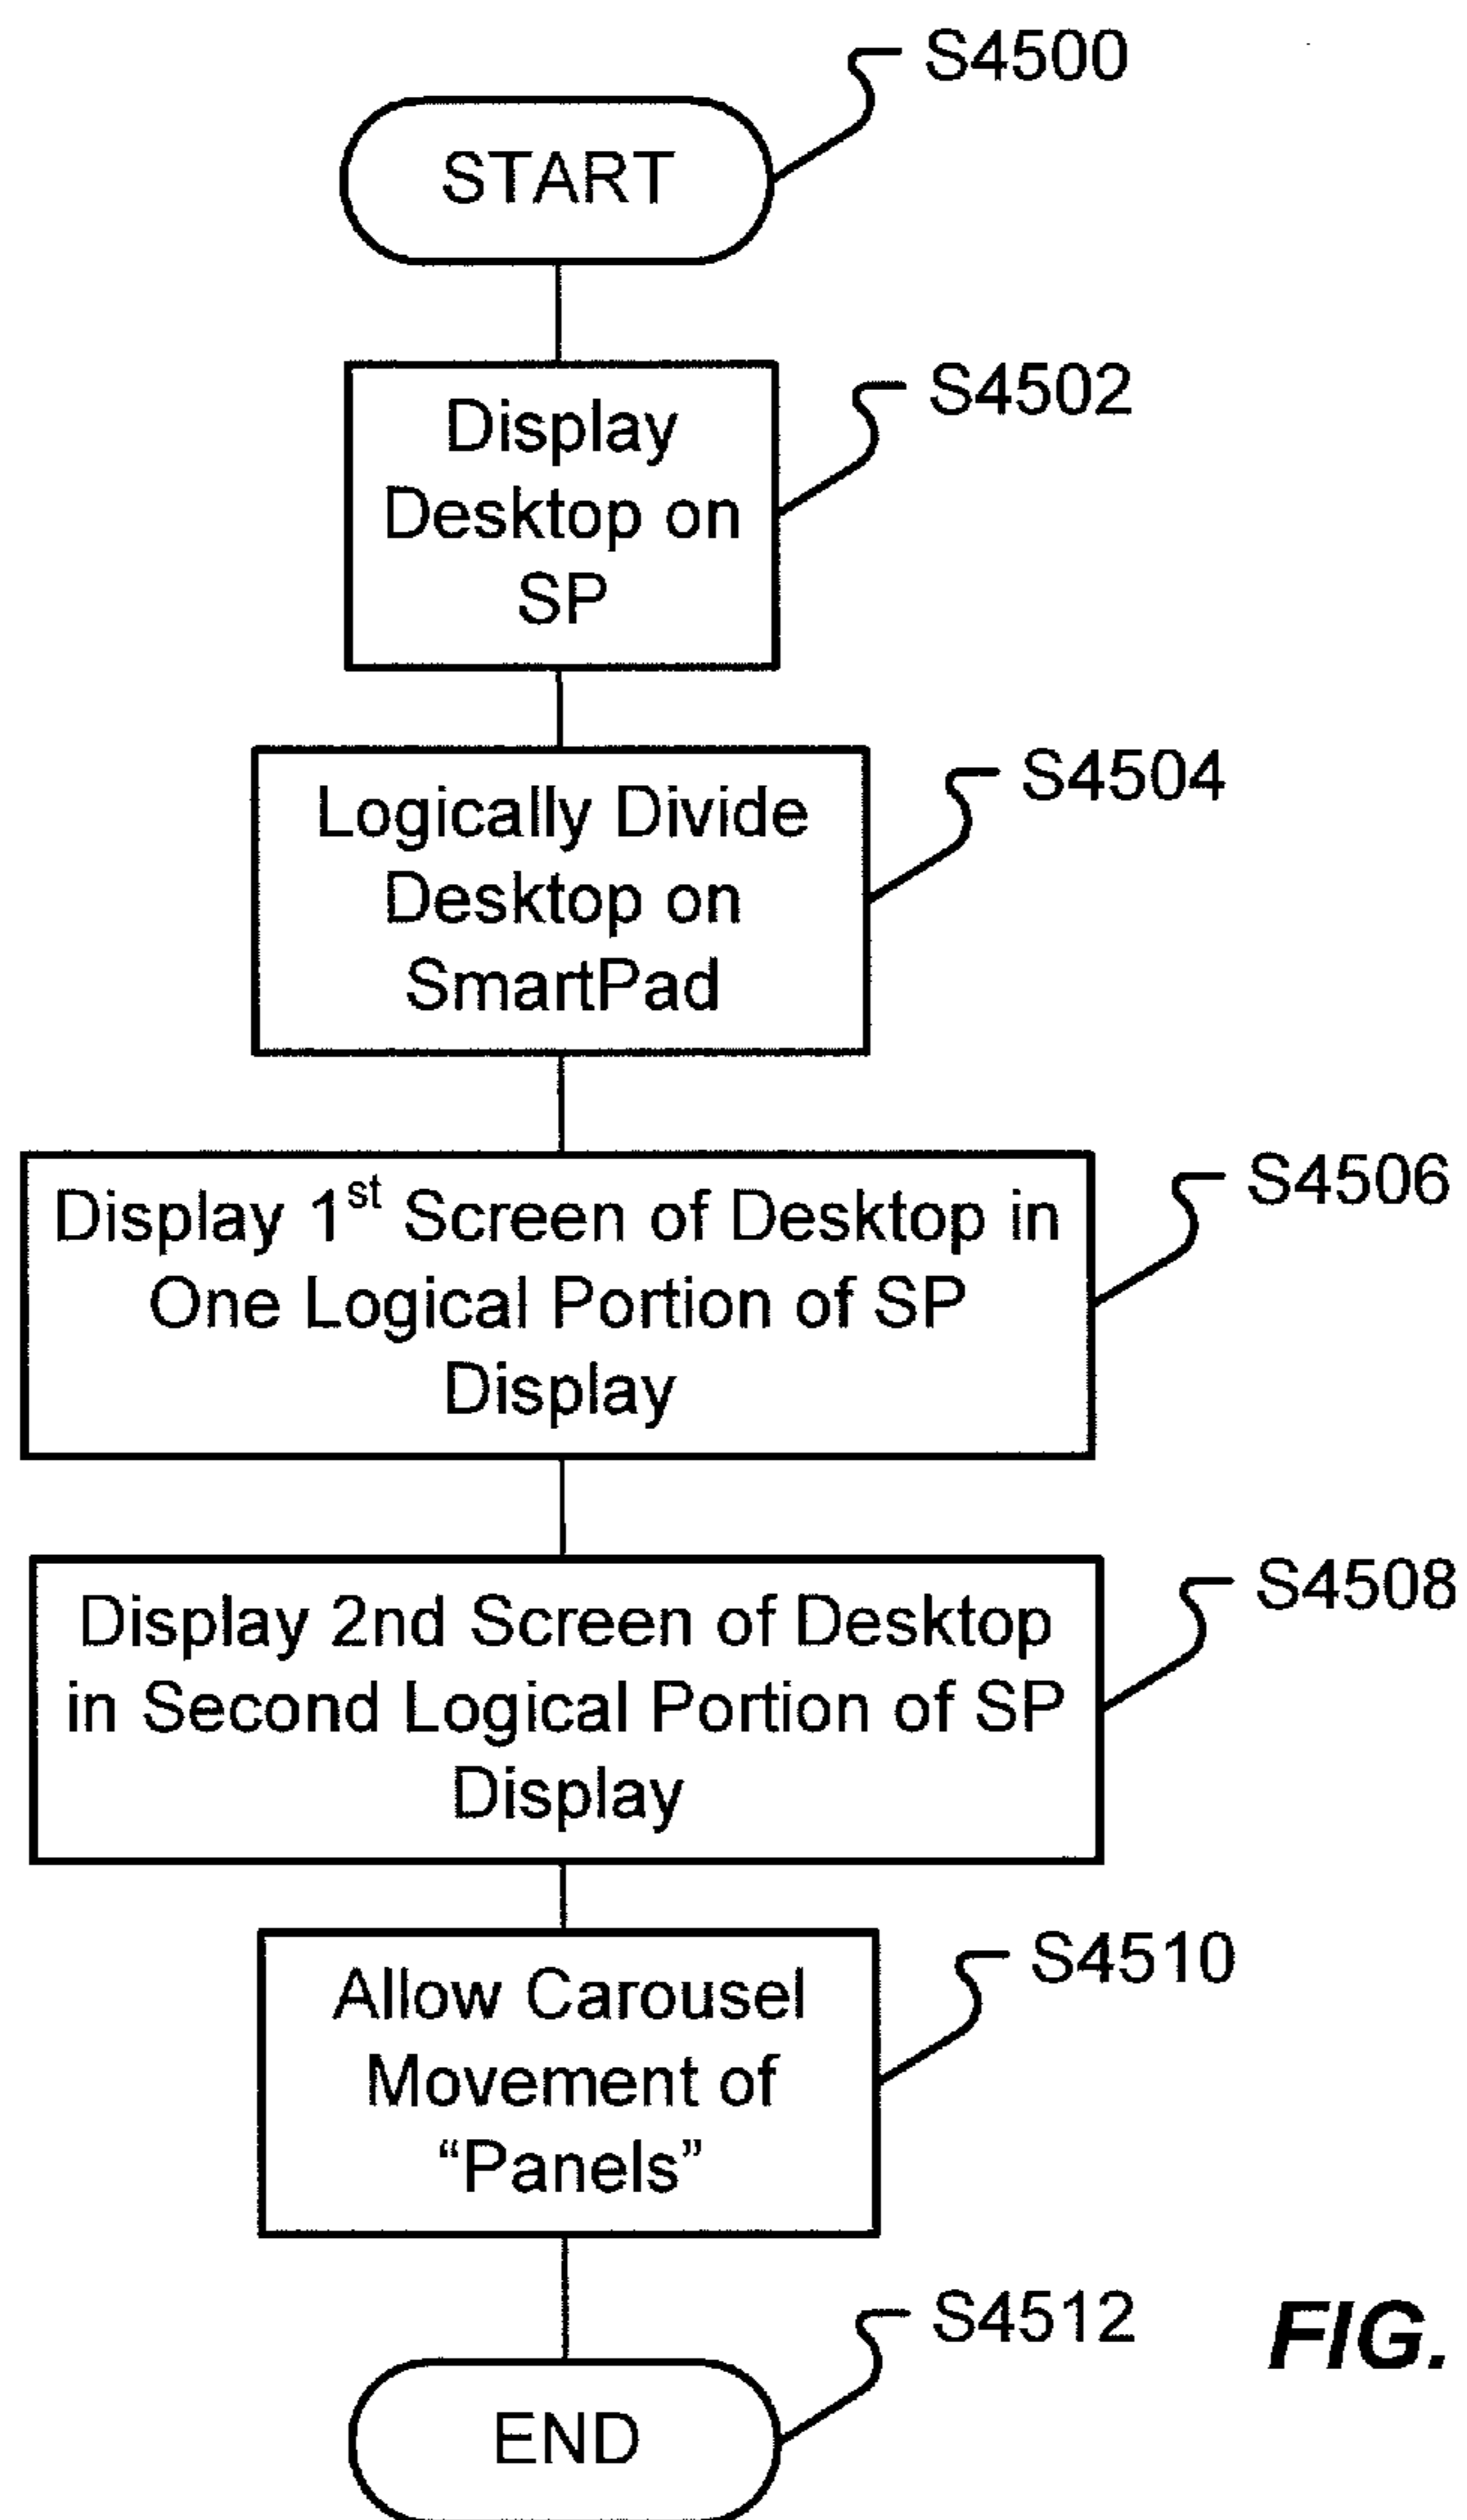 S4500
START
S4502
Display
Desktop on
SP
S4504
Logically Divide
Desktop on
SmartPad
S4506
Display 1st Screen of Desktop in
One Logical Portion of SP
Display
S4508
Display 2nd Screen of Desktop
in Second Logical Portion of SP
Display
S4510
Allow Carousel
Movement of
“Panels”
S4512
FIG.
END